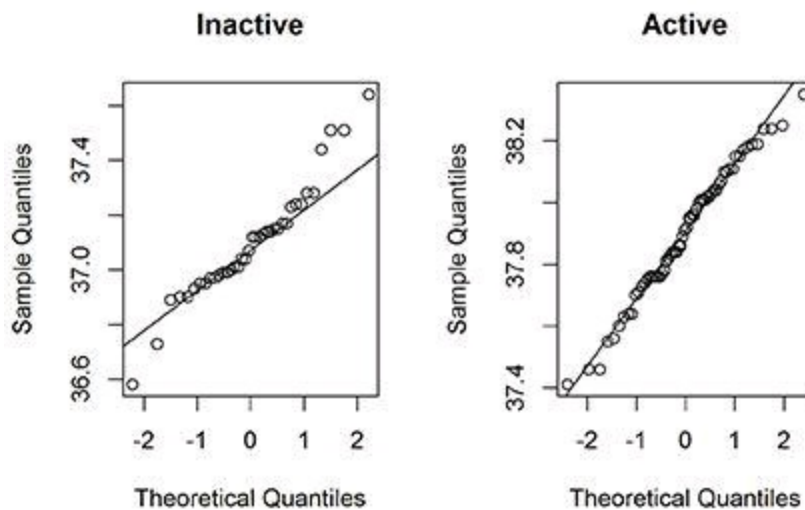 Inactive
Sample Quantiles
37.4
37.0
36.6
-2 -1 0 1 2
Theoretical Quantiles
Active
Sample Quantiles
38.2
37.8
37.4
-2 -1 0 1 2
Theoretical Quantiles